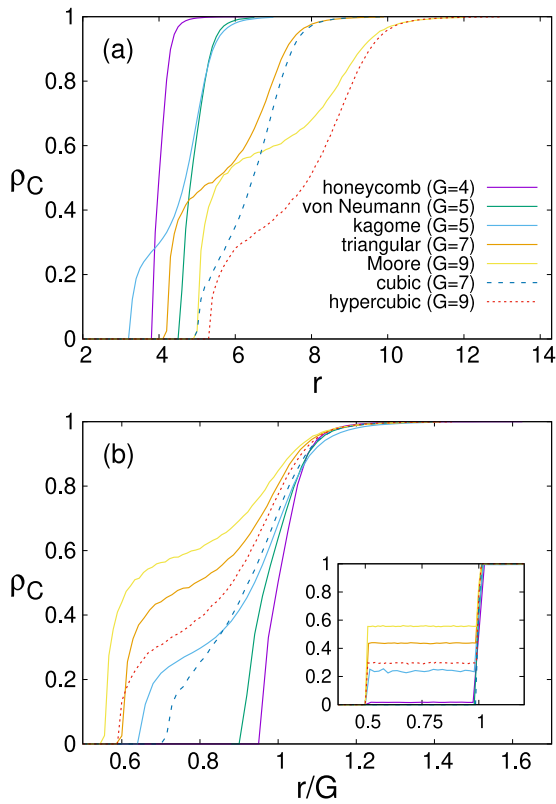 (a)
1
0.8
0.6
0.4
0.2
0
ρC
honeycomb (G=4)
von Neumann (G=5)
kagome (G=5)
triangular (G=7)
Moore (G=9)
cubic (G=7)
hypercubic (G=9)
2 4 6 8 10 12 14
r
(b)
1
0.8
0.6
0.4
0.2
0
ρC
1
0.8
0.6
0.4
0.2
0
0.5 0.75 1
0.6 0.8 1 1.2 1.4 1.6
r/G